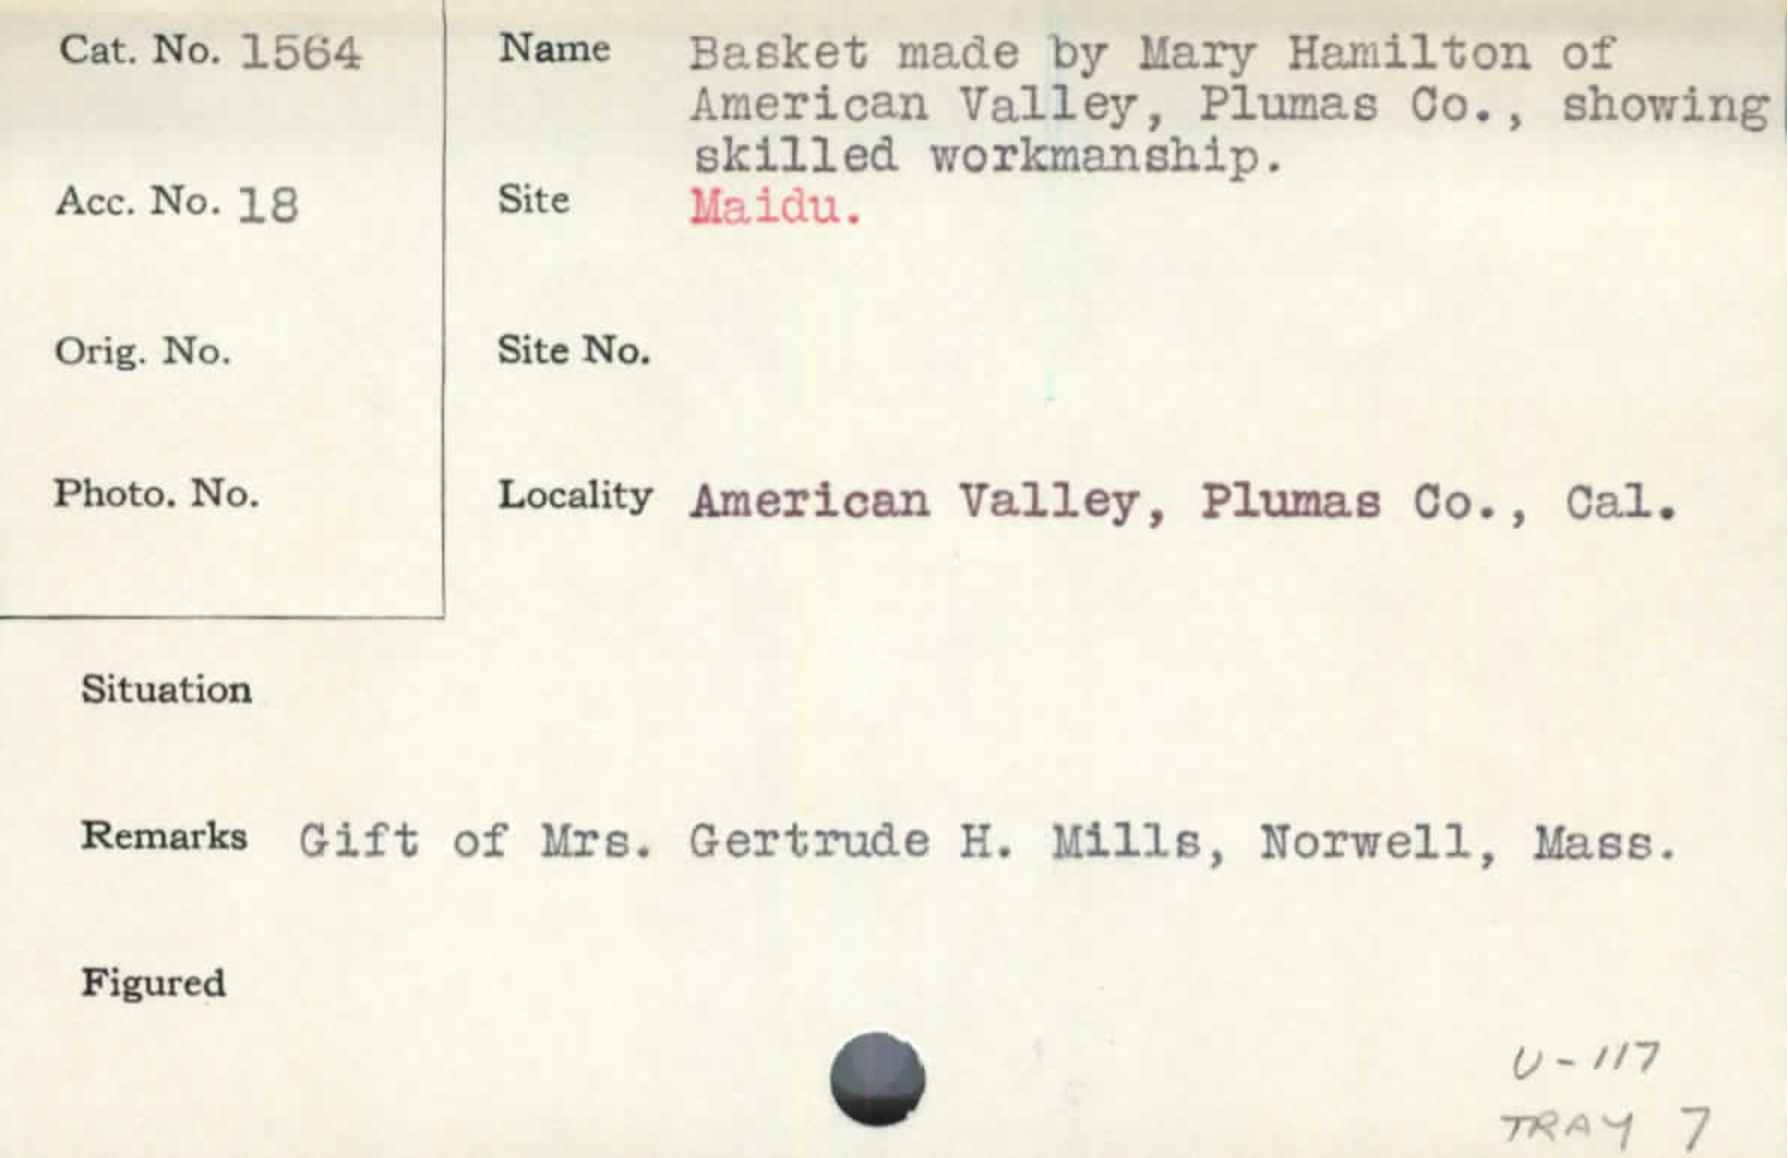 Cat. No. 1564
Name Basket made by Mary Hamilton of
American Valley, Plumas Co., showing
skilled workmanship.
Acc. No. 18
Site Maidu.
Orig. No.
Site No.
Photo. No.
Locality American Valley, Plumas Co., Cal.
Situation
Remarks Gift of Mrs. Gertrude H. Mills, Norwell, Mass.
Figured
U-117
TRAY 7